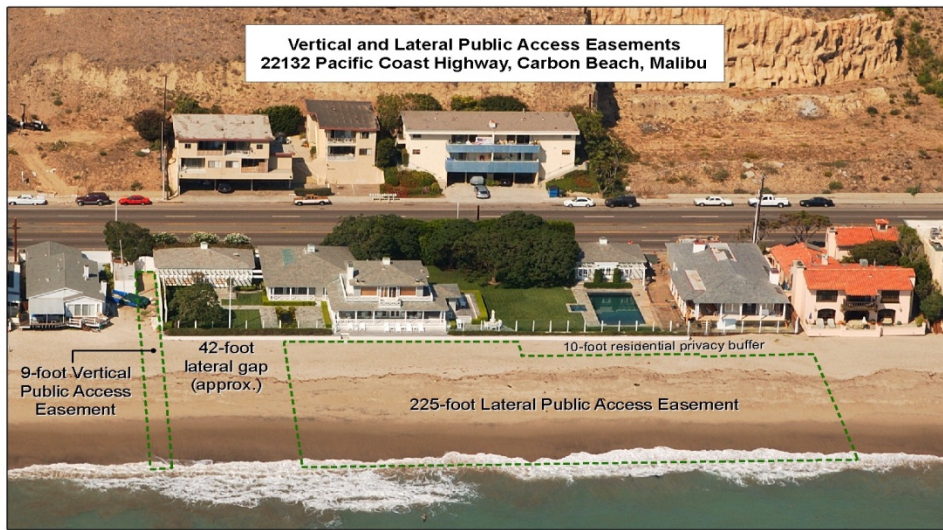 Vertical and Lateral Public Access Easements
22132 Pacific Coast Highway, Carbon Beach, Malibu
9-foot Vertical
Public Access
Easement
42-foot
lateral gap
(approx.)
10-foot residential privacy buffer
225-foot Lateral Public Access Easement